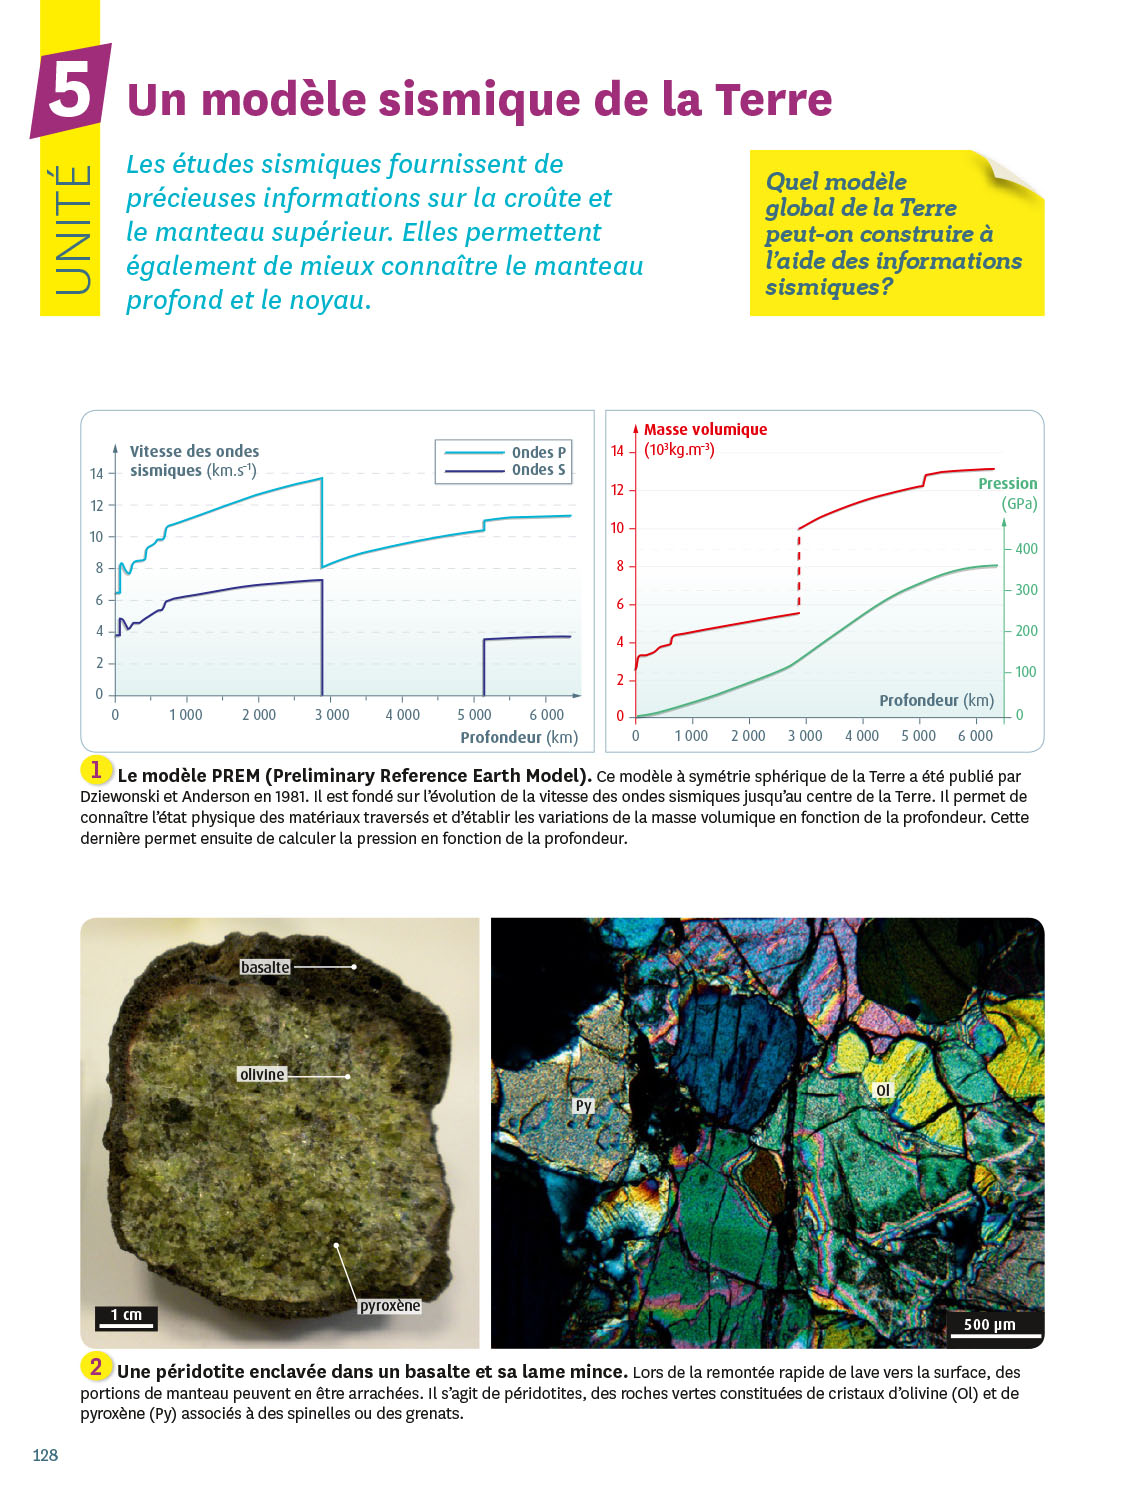 5
UNITÉ
Un modèle sismique de la Terre
Les études sismiques fournissent de
précieuses informations sur la croûte et
le manteau supérieur. Elles permettent
également de mieux connaître le manteau
profond et le noyau.
Quel modèle
global de la Terre
peut-on construire à
l’aide des informations
sismiques?
Vitesse des ondes
sismiques (km.s⁻¹)
Ondes P
Ondes S
14
12
10
8
6
4
2
0
0 1 000 2 000 3 000 4 000 5 000 6 000
Profondeur (km)
Masse volumique
(10³kg.m⁻³)
14
12
10
8
6
4
2
0
Pression
(GPa)
400
300
200
100
0
Profondeur (km)
0 1 000 2 000 3 000 4 000 5 000 6 000
1 Le modèle PREM (Preliminary Reference Earth Model). Ce modèle à symétrie sphérique de la Terre a été publié par
Dziewonski et Anderson en 1981. Il est fondé sur l’évolution de la vitesse des ondes sismiques jusqu’au centre de la Terre. Il permet de
connaître l’état physique des matériaux traversés et d’établir les variations de la masse volumique en fonction de la profondeur. Cette
dernière permet ensuite de calculer la pression en fonction de la profondeur.
basalte
olivine
pyroxène
1 cm
Py
Ol
500 µm
2 Une péridotite enclavée dans un basalte et sa lame mince. Lors de la remontée rapide de lave vers la surface, des
portions de manteau peuvent en être arrachées. Il s’agit de péridotites, des roches vertes constituées de cristaux d’olivine (Ol) et de
pyroxène (Py) associés à des spinelles ou des grenats.
128